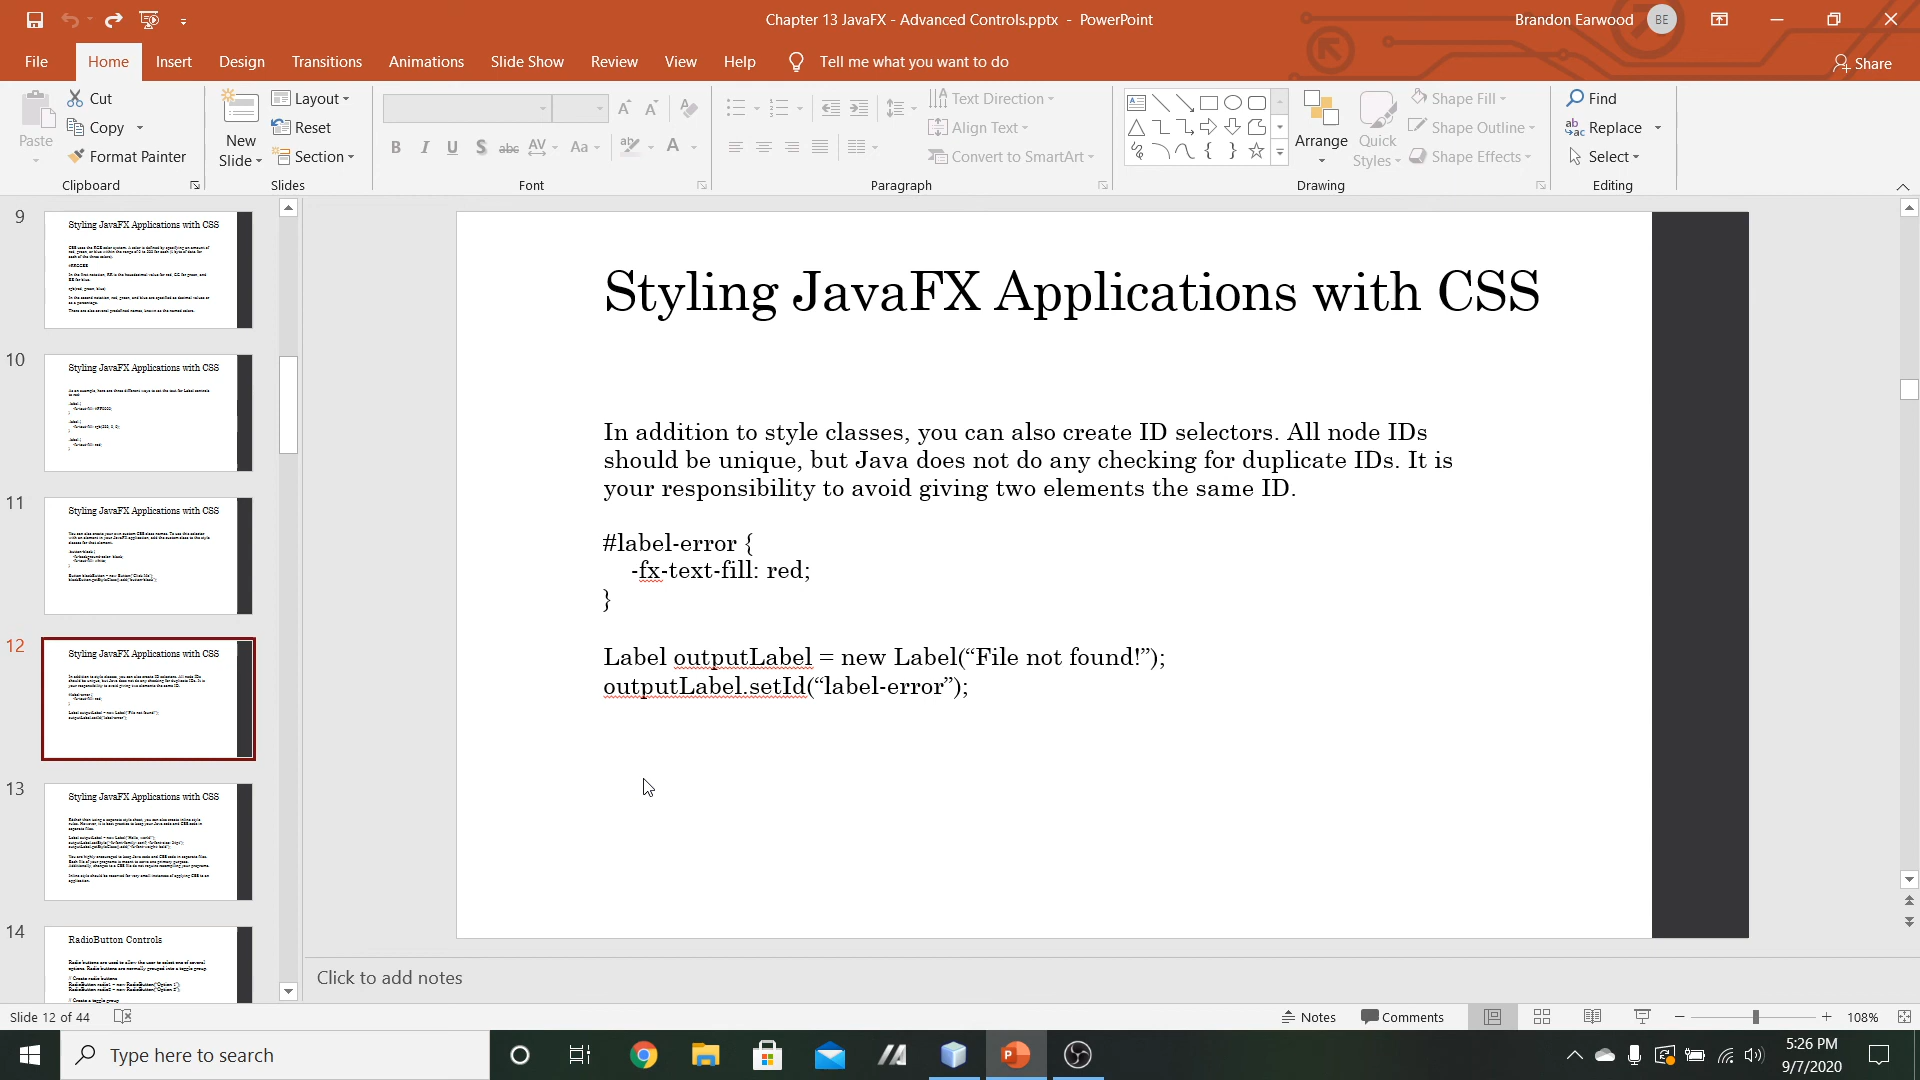 Chapter 13 JavaFX - Advanced Controls.pptx - PowerPoint
Brandon Earwood
BE
File
Home
Insert
Design
Transitions
Animations
Slide Show
Review
View
Help
Tell me what you want to do
Share
Paste
Cut
Copy
Format Painter
Clipboard
New
Slide
Layout
Reset
Section
Slides
Font
Text Direction
Align Text
Convert to SmartArt
Paragraph
Arrange
Quick
Styles
Shape Fill
Shape Outline
Shape Effects
Drawing
Find
Replace
Select
Editing
9
Styling JavaFX Applications with CSS
10
Styling JavaFX Applications with CSS
11
Styling JavaFX Applications with CSS
12
Styling JavaFX Applications with CSS
13
Styling JavaFX Applications with CSS
14
RadioButton Controls
Styling JavaFX Applications with CSS
In addition to style classes, you can also create ID selectors. All node IDs
should be unique, but Java does not do any checking for duplicate IDs. It is
your responsibility to avoid giving two elements the same ID.
#label-error {
-fx-text-fill: red;
}
Label outputLabel = new Label(“File not found!”);
outputLabel.setId(“label-error”);
Click to add notes
Slide 12 of 44
Notes
Comments
108%
Type here to search
5:26 PM
9/7/2020